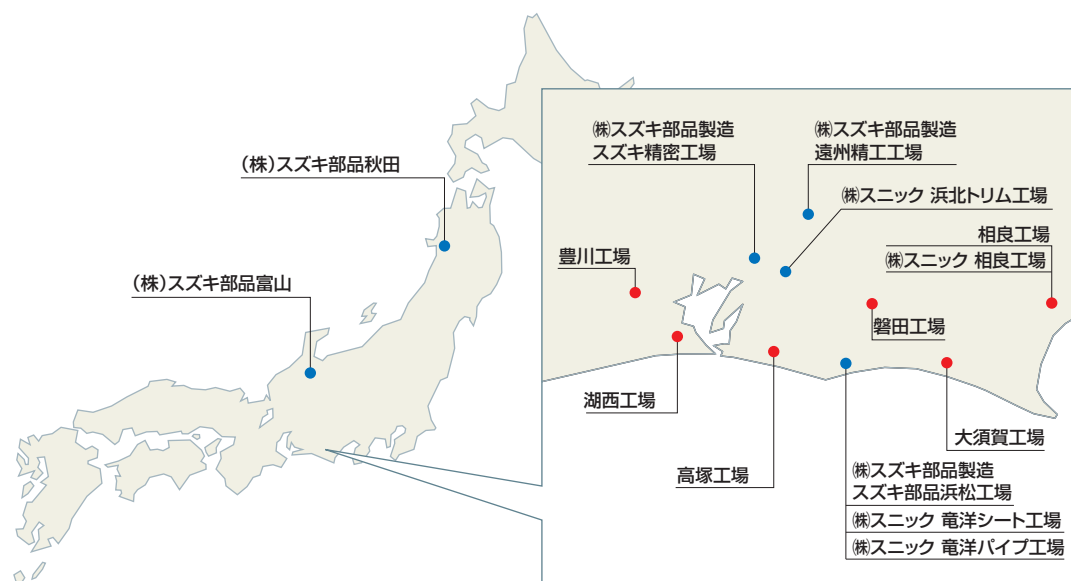 (株)スズキ部品秋田
(株)スズキ部品富山
㈱スズキ部品製造
スズキ精密工場
㈱スズキ部品製造
遠州精工工場
㈱スニック 浜北トリム工場
相良工場
㈱スニック 相良工場
豊川工場
磐田工場
湖西工場
大須賀工場
高塚工場
㈱スズキ部品製造
スズキ部品浜松工場
㈱スニック 竜洋シート工場
㈱スニック 竜洋パイプ工場